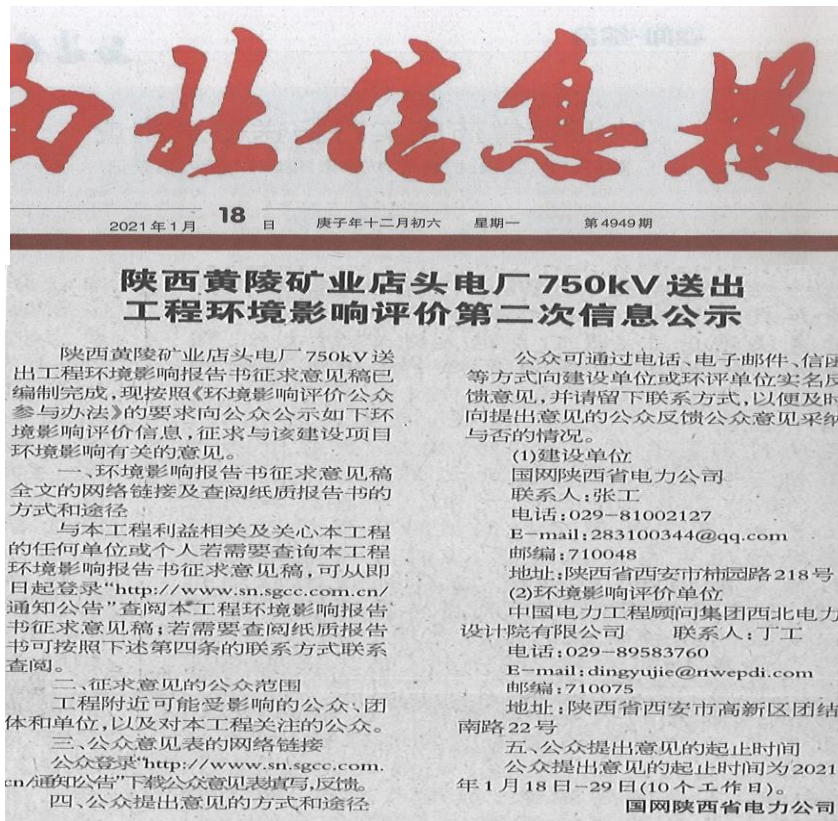 西北信息报
2021年1月 18 日 庚子年十二月初六 星期一 第4949期
陕西黄陵矿业店头电厂750kV送出
工程环境影响评价第二次信息公示
陕西黄陵矿业店头电厂750kV送
出工程环境影响报告书征求意见稿已
编制完成,现按照《环境影响评价公众
参与办法》的要求向公众公示如下环
境影响评价信息,征求与该建设项目
环境影响有关的意见。
一、环境影响报告书征求意见稿
全文的网络链接及查阅纸质报告书的
方式和途径
与本工程利益相关及关心本工程
的任何单位或个人若需要查询本工程
环境影响报告书征求意见稿,可从即
日起登录“http://www.sn.sgcc.com.cn/
通知公告”查阅本工程环境影响报告
书征求意见稿;若需要查阅纸质报告
书可按照下述第四条的联系方式联系
查阅。
二、征求意见的公众范围
工程附近可能受影响的公众、团
体和单位,以及对本工程关注的公众。
三、公众意见表的网络链接
公众登录“http://www.sn.sgcc.com.
cn/通知公告”下载公众意见表填写,反馈。
四、公众提出意见的方式和途径
公众可通过电话、电子邮件、信函
等方式向建设单位或环评单位实名反
馈意见,并请留下联系方式,以便及时
向提出意见的公众反馈公众意见采纳
与否的情况。
(1)建设单位
国网陕西省电力公司
联系人:张工
电话:029-81002127
E-mail:283100344@qq.com
邮编:710048
地址:陕西省西安市柿园路218号
(2)环境影响评价单位
中国电力工程顾问集团西北电力
设计院有限公司 联系人:丁工
电话:029-89583760
E-mail:dingyujie@nwepdi.com
邮编:710075
地址:陕西省西安市高新区团结
南路22号
五、公众提出意见的起止时间
公众提出意见的起止时间为2021
年1月18日-29日(10个工作日)。
国网陕西省电力公司